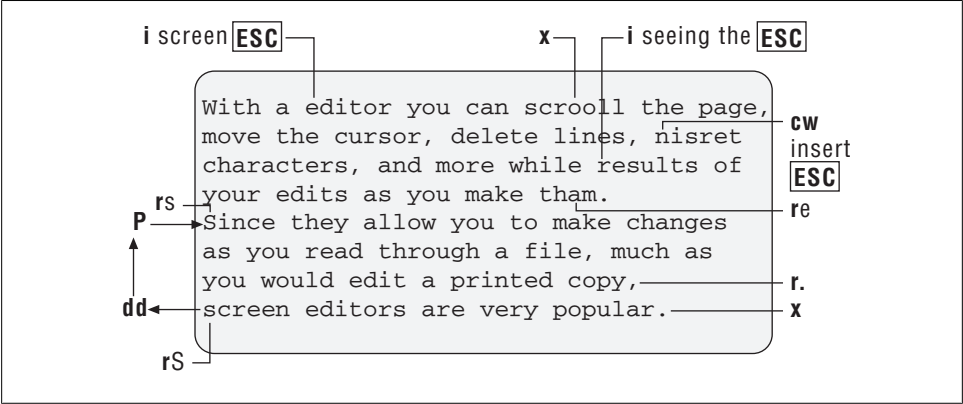 i screen ESC
x
i seeing the ESC
With a editor you can scrooll the page,
move the cursor, delete lines, nisret
characters, and more while results of
your edits as you make tham.
Since they allow you to make changes
as you read through a file, much as
you would edit a printed copy,
screen editors are very popular.
cw
insert
ESC
re
r.
x
rs
P
dd
rS